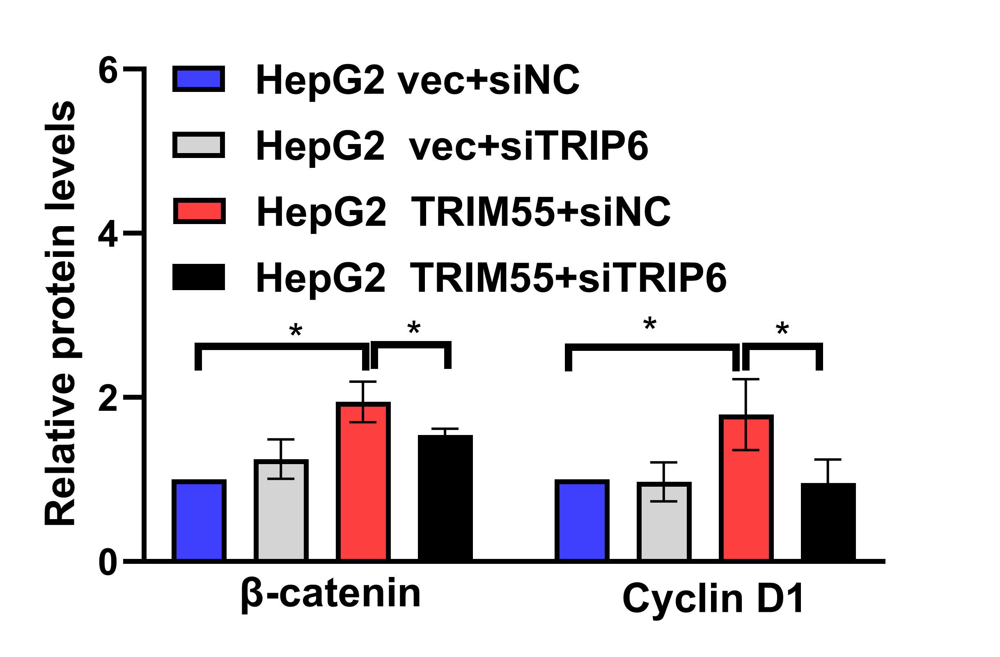 Relative protein levels
6
4
2
0
HepG2 vec+siNC
HepG2 vec+siTRIP6
HepG2 TRIM55+siNC
HepG2 TRIM55+siTRIP6
* * * *
β-catenin
Cyclin D1